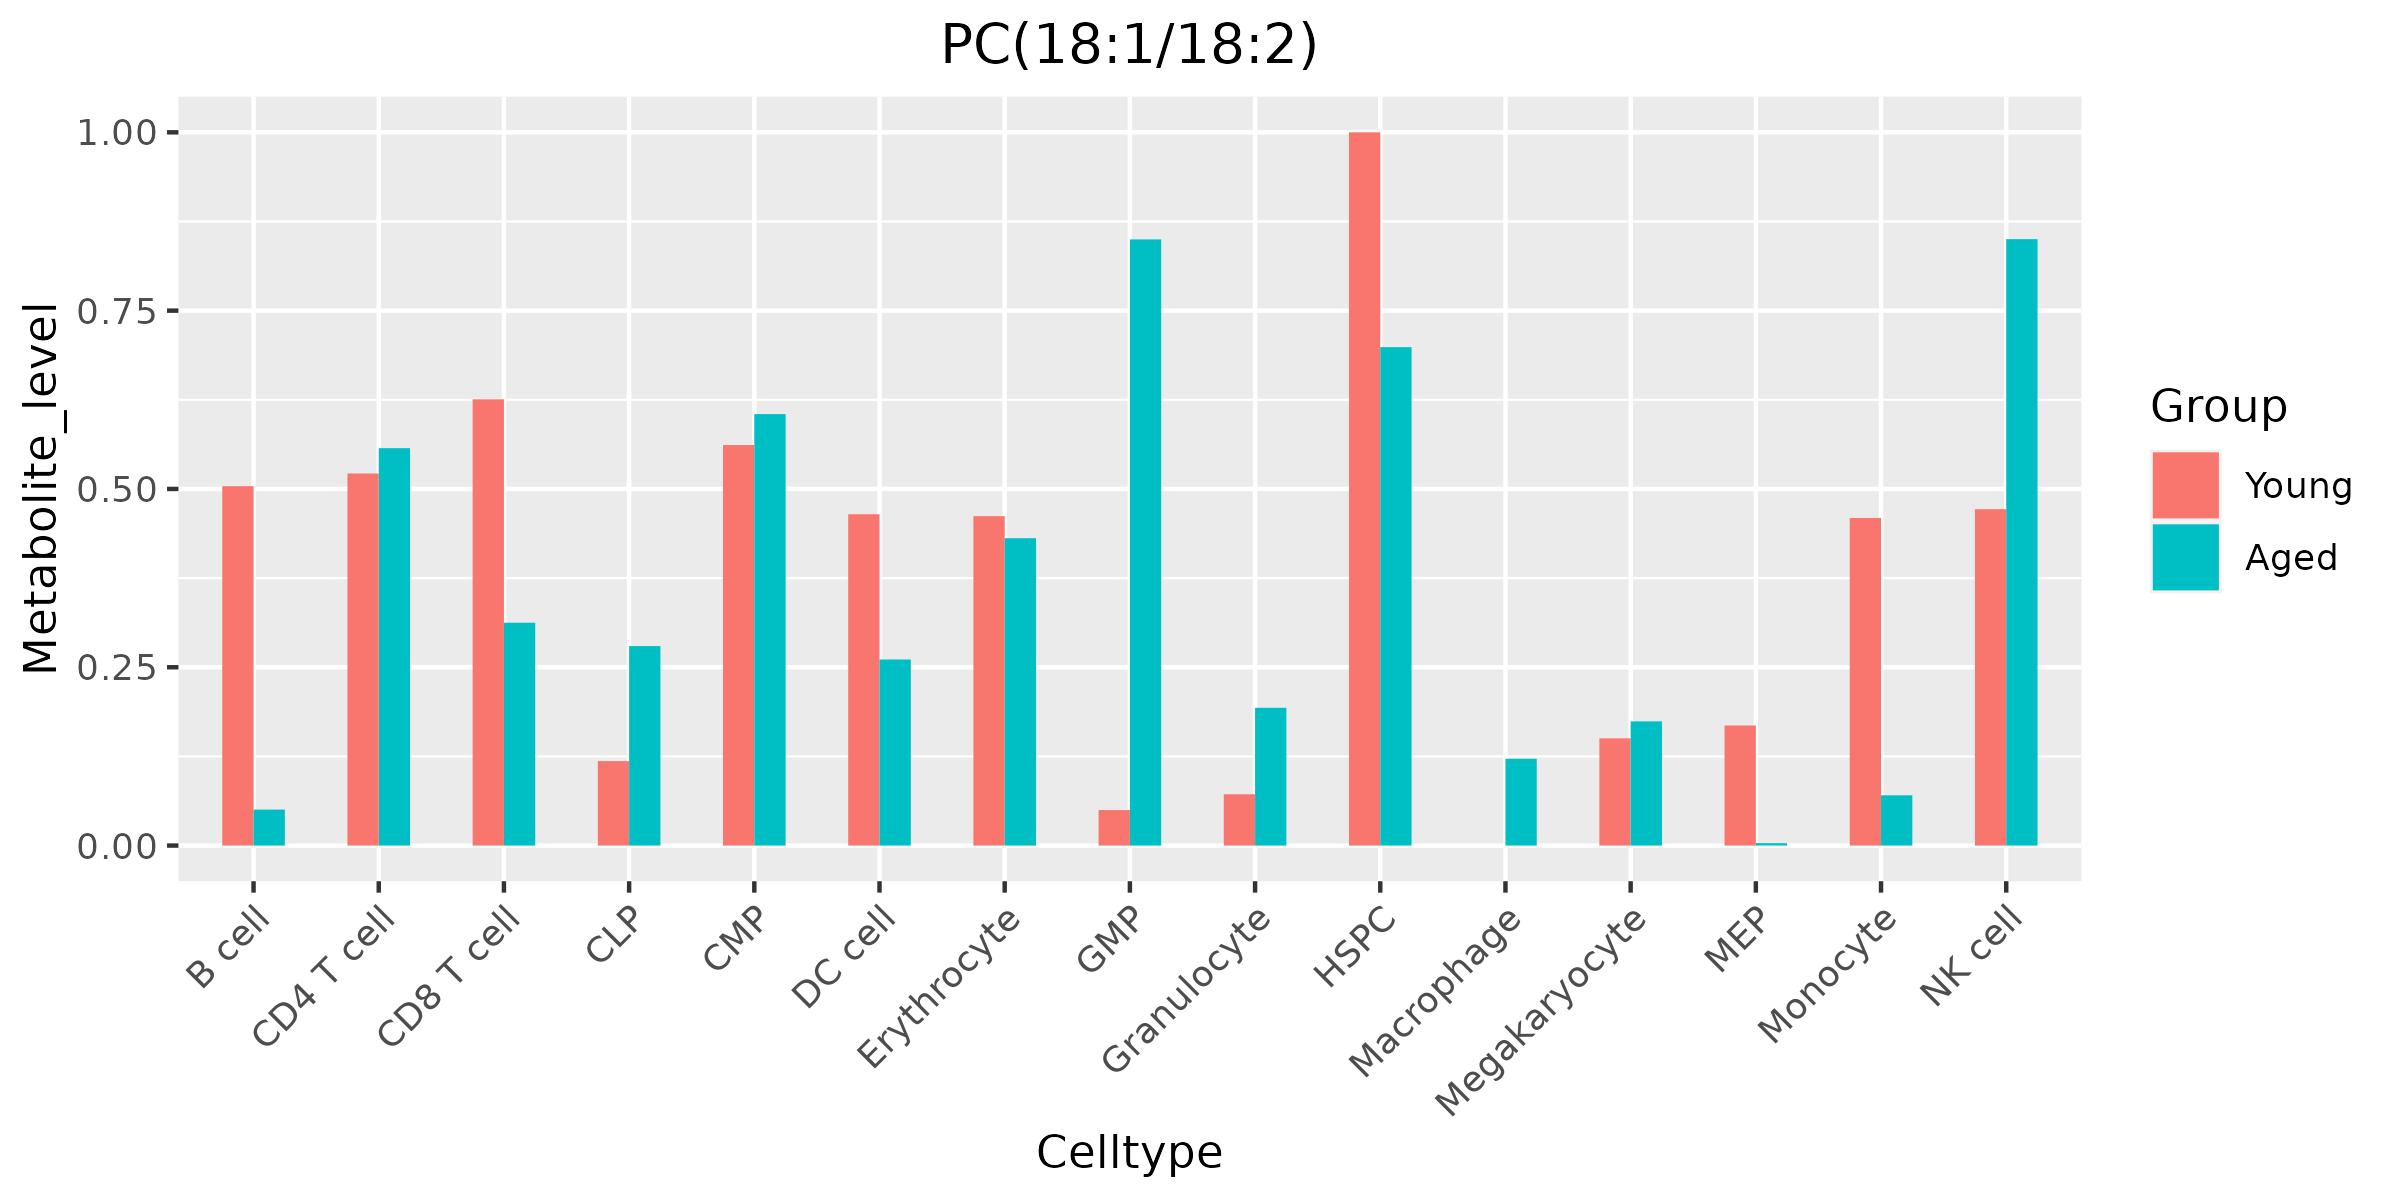 PC(18:1/18:2)
Metabolite_level
1.00
0.75
0.50
0.25
0.00
B cell
CD4 T cell
CD8 T cell
CLP
CMP
DC cell
Erythrocyte
GMP
Granulocyte
HSPC
Macrophage
Megakaryocyte
MEP
Monocyte
NK cell
Celltype
Group
Young
Aged